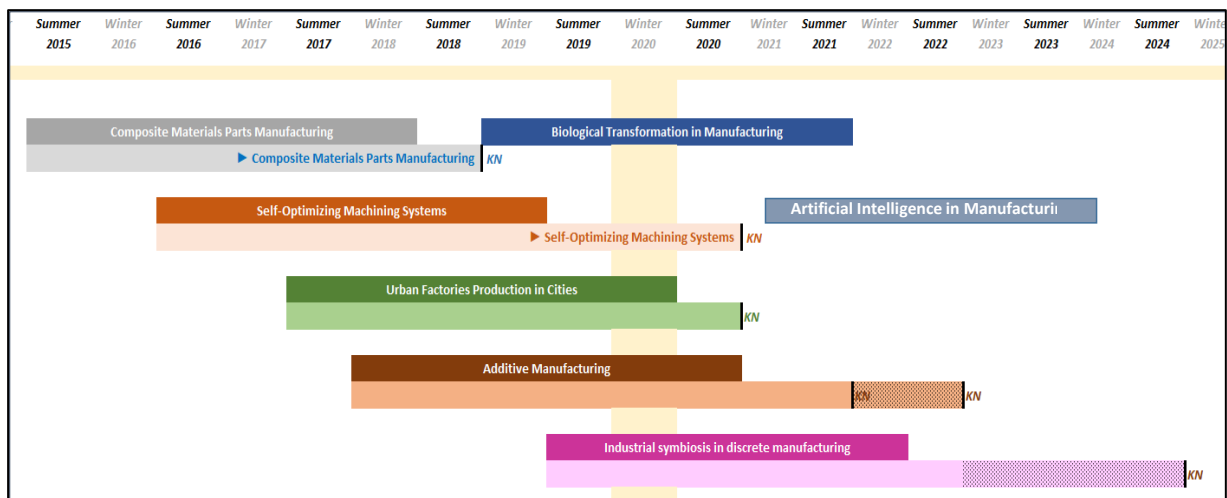 Summer Winter Summer Winter Summer Winter Summer Winter Summer Winter Summer Winter Summer Winter Summer Winter Summer Winter Summer Winte
2015 2016 2016 2017 2017 2018 2018 2019 2019 2020 2020 2021 2021 2022 2022 2023 2023 2024 2024 2025
Composite Materials Parts Manufacturing Biological Transformation in Manufacturing
▶ Composite Materials Parts Manufacturing KN
Self-Optimizing Machining Systems Artificial Intelligence in Manufacturi
▶ Self-Optimizing Machining Systems KN
Urban Factories Production in Cities
KN
Additive Manufacturing
KN KN
Industrial symbiosis in discrete manufacturing
KN